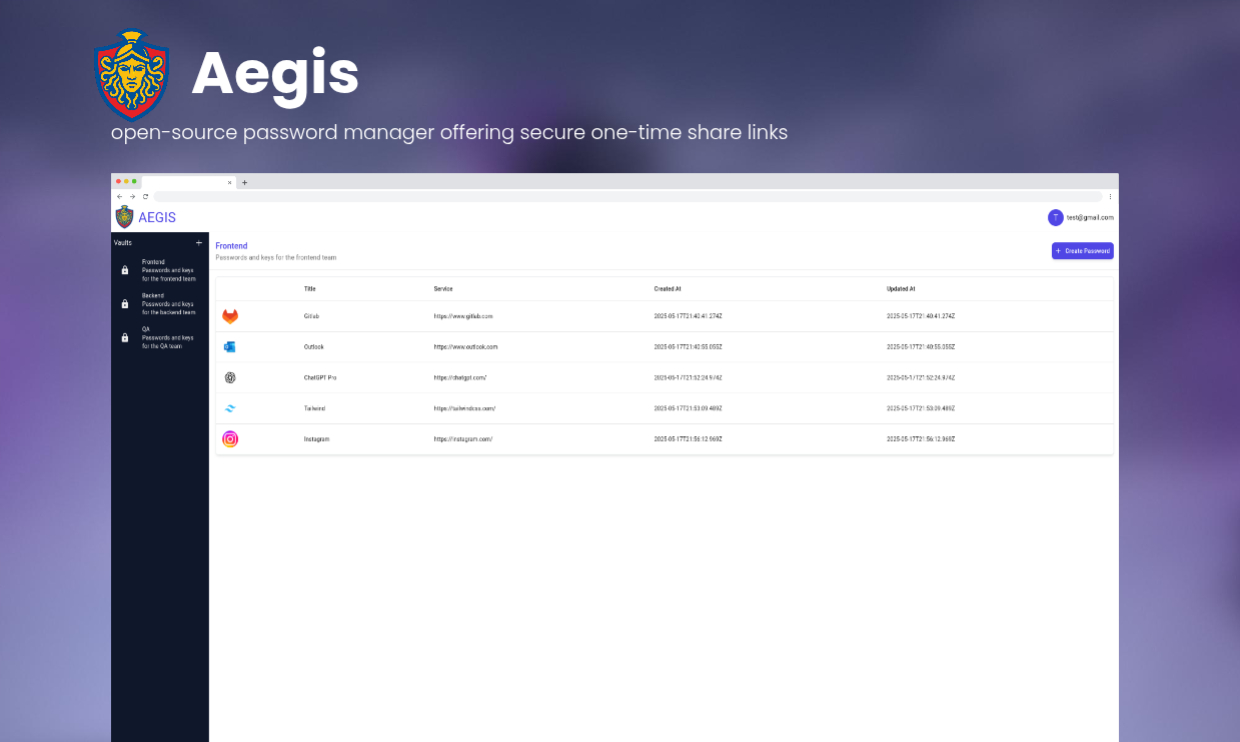 Aegis
open-source password manager offering secure one-time share links
AEGIS
T test@gmail.com
Vaults +
Frontend
Passwords and keys
for the frontend team
Backend
Passwords and keys
for the backend team
QA
Passwords and keys
for the QA team
Frontend
Passwords and keys for the frontend team
+ Create Password
Title Service Created At Updated At
Gitlab https://www.gitlab.com 2025-05-17T21:40:41.274Z 2025-05-17T21:40:41.274Z
Outlook https://www.outlook.com 2025-05-17T21:40:55.055Z 2025-05-17T21:40:55.055Z
ChatGPT Pro https://chatgpt.com/ 2025-05-17T21:52:24.974Z 2025-05-17T21:52:24.974Z
Tailwind https://tailwindcss.com/ 2025-05-17T21:53:09.489Z 2025-05-17T21:53:09.489Z
Instagram https://instagram.com/ 2025-05-17T21:56:12.969Z 2025-05-17T21:56:12.969Z